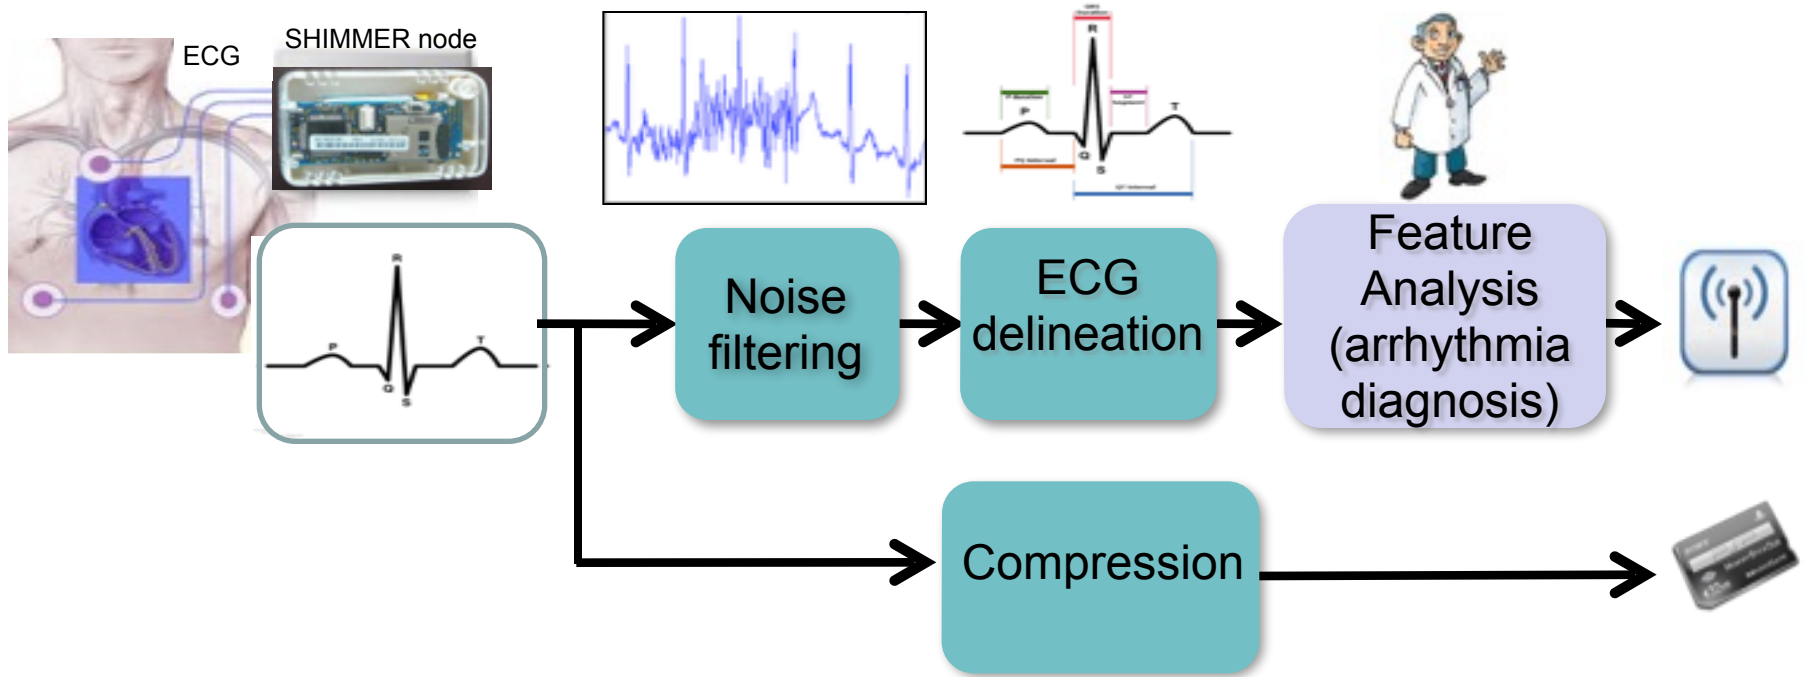 ECG
SHIMMER node
R
P
T
Q
S
R
P
T
Q
S
Noise
filtering
ECG
delineation
Feature
Analysis
(arrhythmia
diagnosis)
Compression